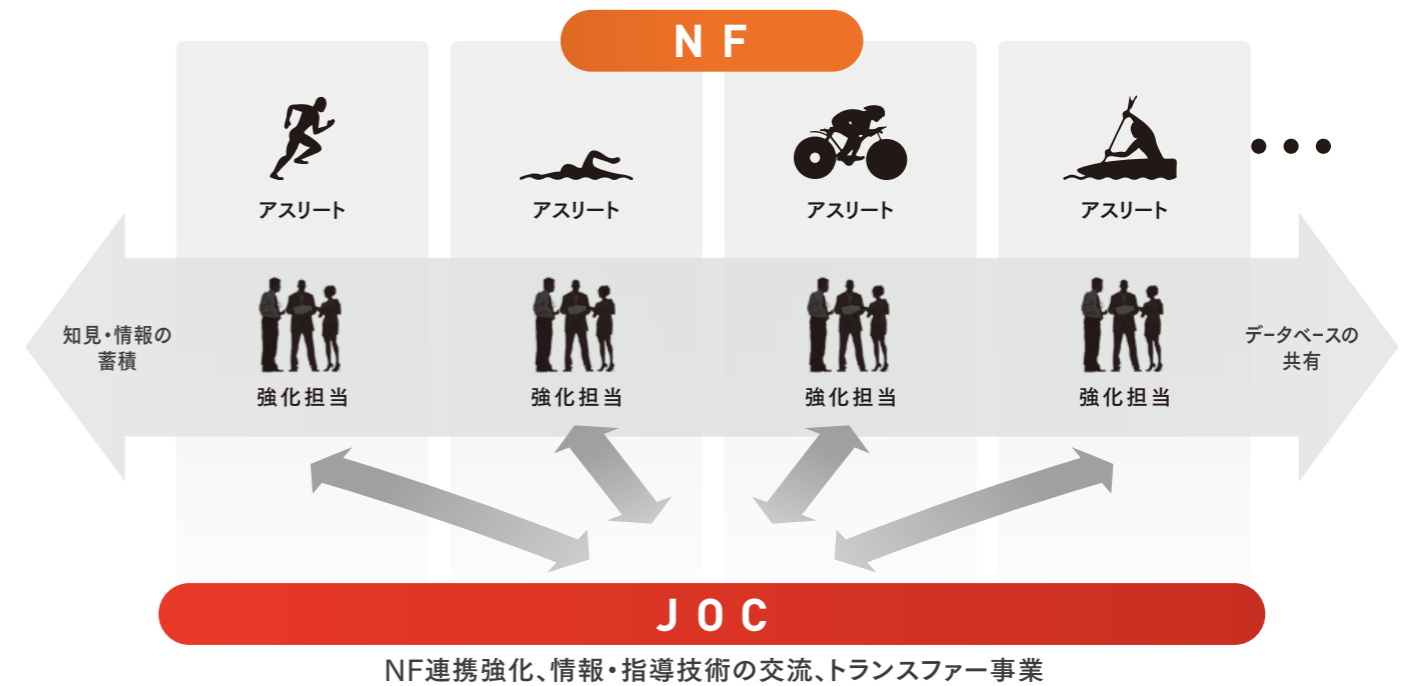 NF
アスリート
アスリート
アスリート
アスリート
知見・情報の
蓄積
データベースの
共有
強化担当
強化担当
強化担当
強化担当
JOC
NF連携強化、情報・指導技術の交流、トランスファー事業